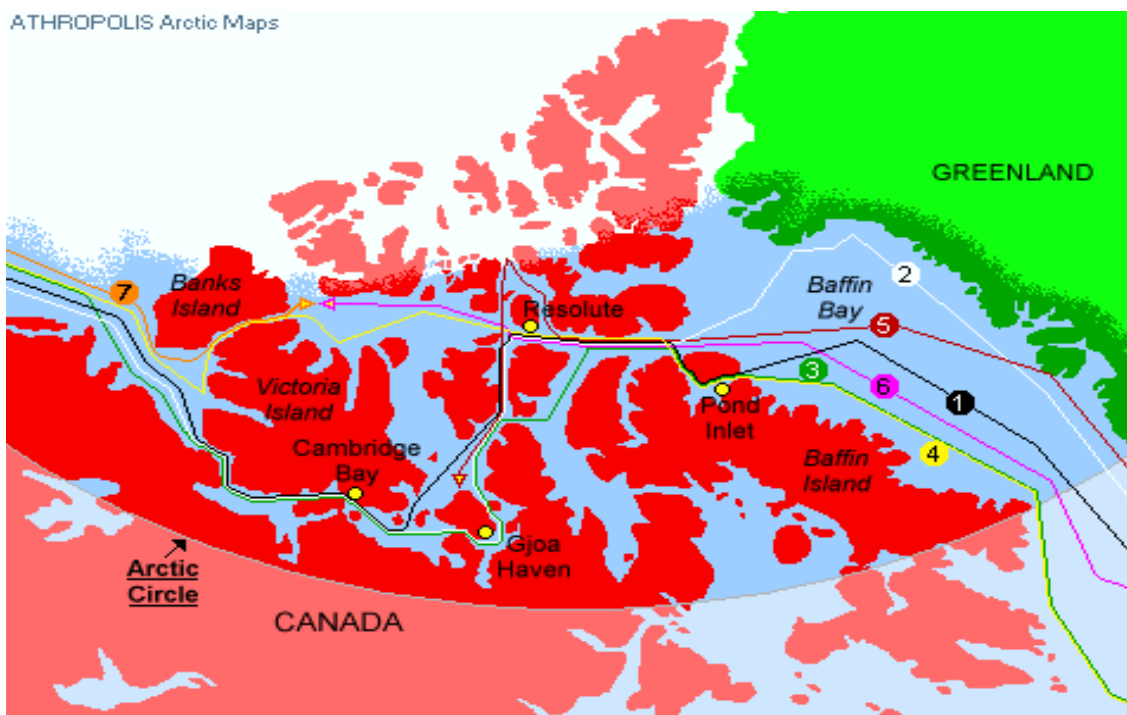 ATHROPOLIS Arctic Maps
GREENLAND
Banks
Island
7
2
Baffin
Bay
Resolute
5
Victoria
Island
3
6
1
Pond
Inlet
Cambridge
Bay
4
Baffin
Island
Gjoa
Haven
Arctic
Circle
CANADA